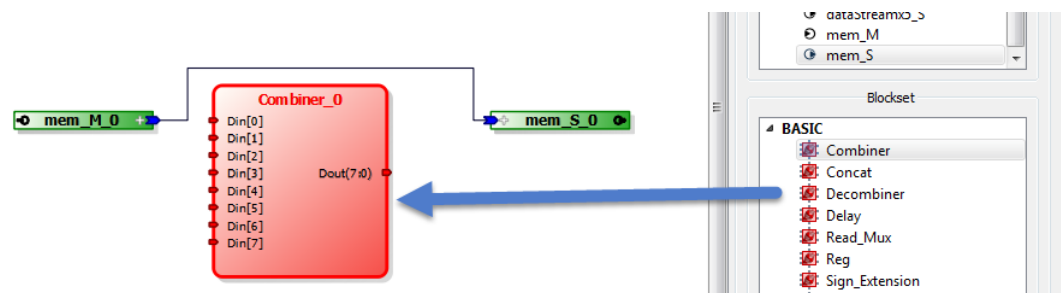 dataStreamx5_S
mem_M
mem_S
Blockset
BASIC
Combiner
Concat
Decombiner
Delay
Read_Mux
Reg
Sign_Extension
mem_M_0
Combiner_0
Din[0]
Din[1]
Din[2]
Din[3]
Dout(7:0)
Din[4]
Din[5]
Din[6]
Din[7]
mem_S_0